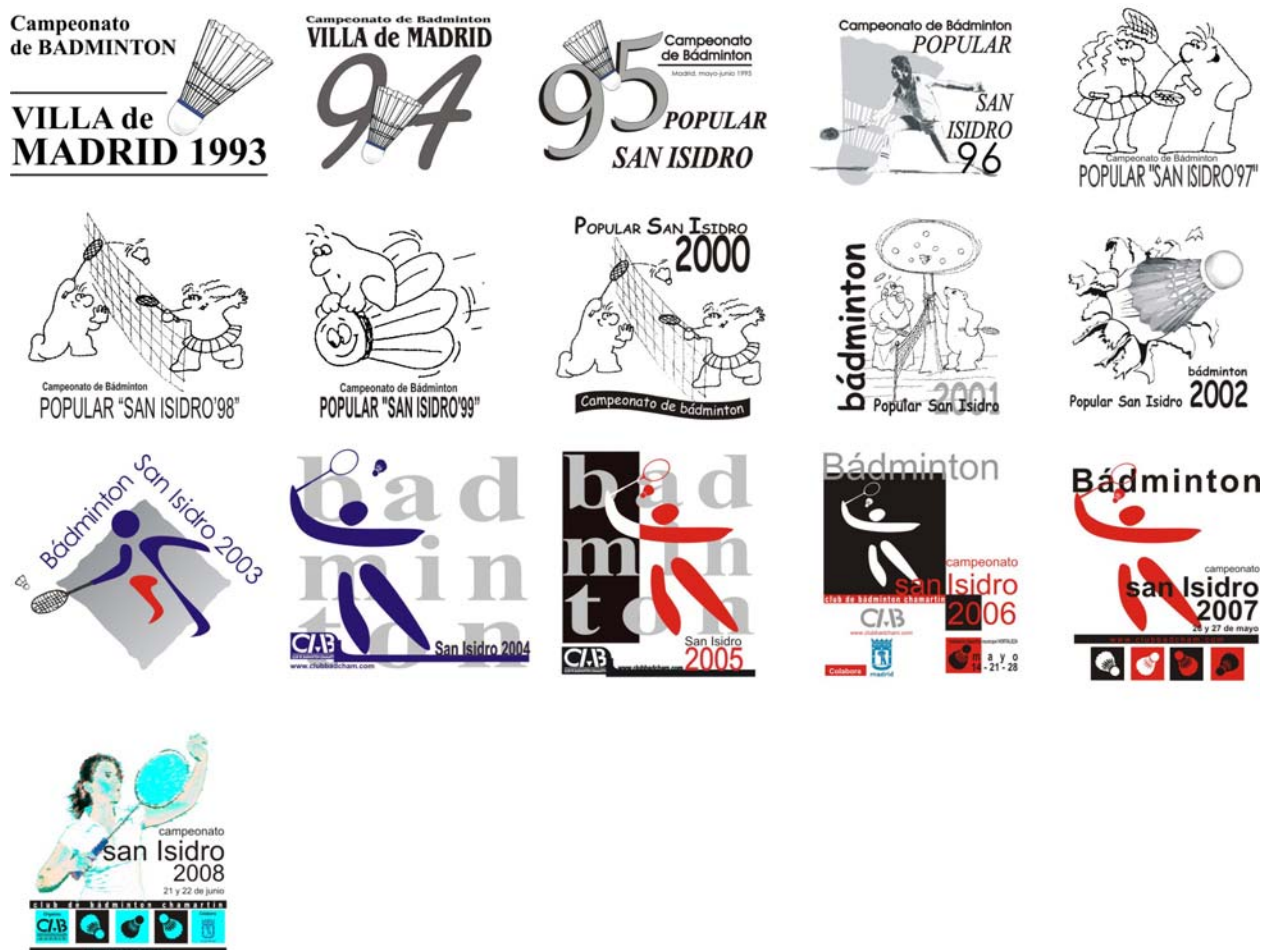 Campeonato
de BADMINTON
VILLA de
MADRID 1993
Campeonato de Badminton
VILLA de MADRID
94
95
Campeonato
de Bádminton
Madrid, mayo-junio 1995
POPULAR
SAN ISIDRO
Campeonato de Bádminton
POPULAR
SAN
ISIDRO
96
Campeonato de Bádminton
POPULAR "SAN ISIDRO'97"
Campeonato de Bádminton
POPULAR “SAN ISIDRO’98”
Campeonato de Bádminton
POPULAR "SAN ISIDRO'99"
POPULAR SAN ISIDRO
2000
Campeonato de bádminton
bádminton
2001
Popular San Isidro
bádminton
Popular San Isidro 2002
Bádminton San Isidro 2003
bad
min
ton
San Isidro 2004
www.clubbadcham.com
bad
min
ton
San Isidro
2005
www.clubbadcham.com
Bádminton
campeonato
san Isidro
club de bádminton chamartín
2006
www.clubbadcham.com
Colabora
madrid
mayo
14 - 21 - 28
Bádminton
campeonato
san Isidro
2007
26 y 27 de mayo
www.clubbadcham.com
campeonato
san Isidro
2008
21 y 22 de junio
club de bádminton chamartín